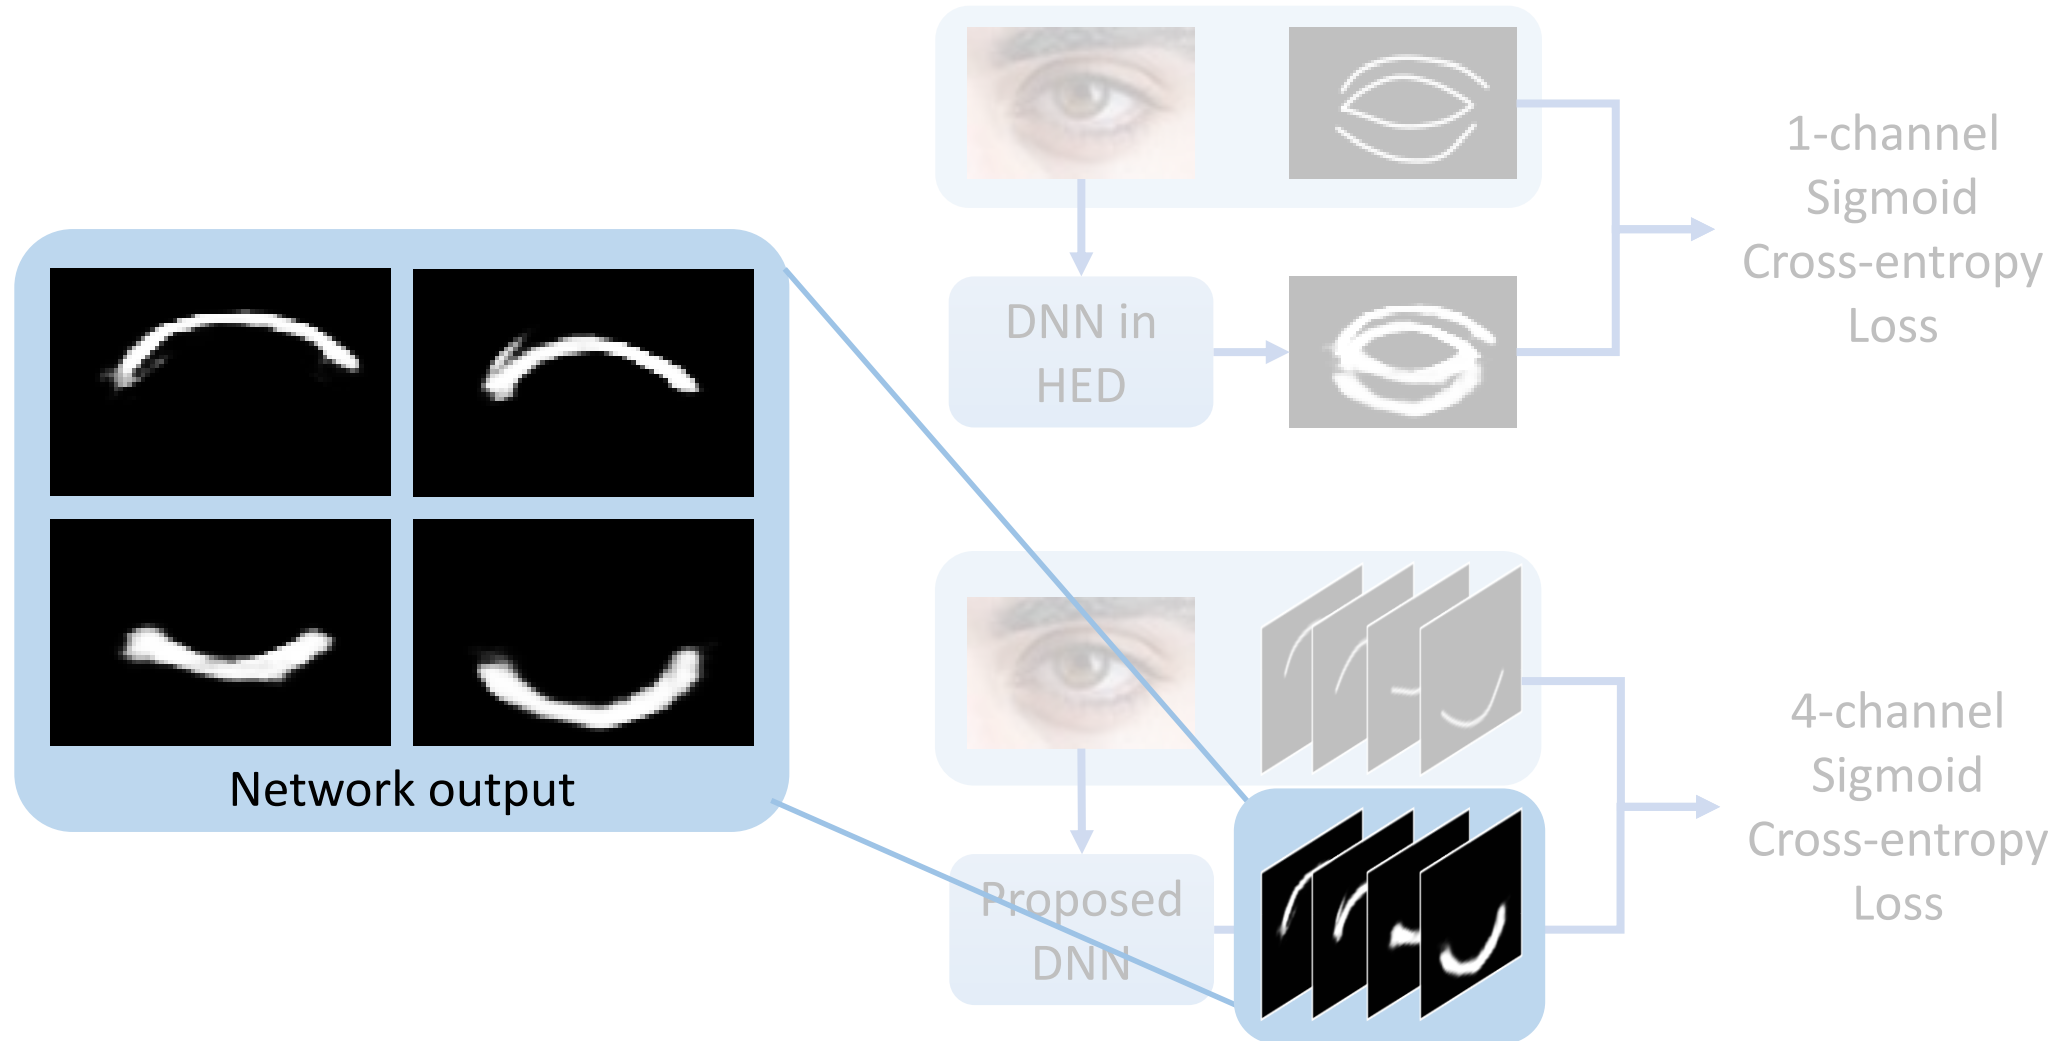 1-channel
Sigmoid
Cross-entropy
Loss
DNN in
HED
Network output
4-channel
Sigmoid
Cross-entropy
Loss
Proposed
DNN